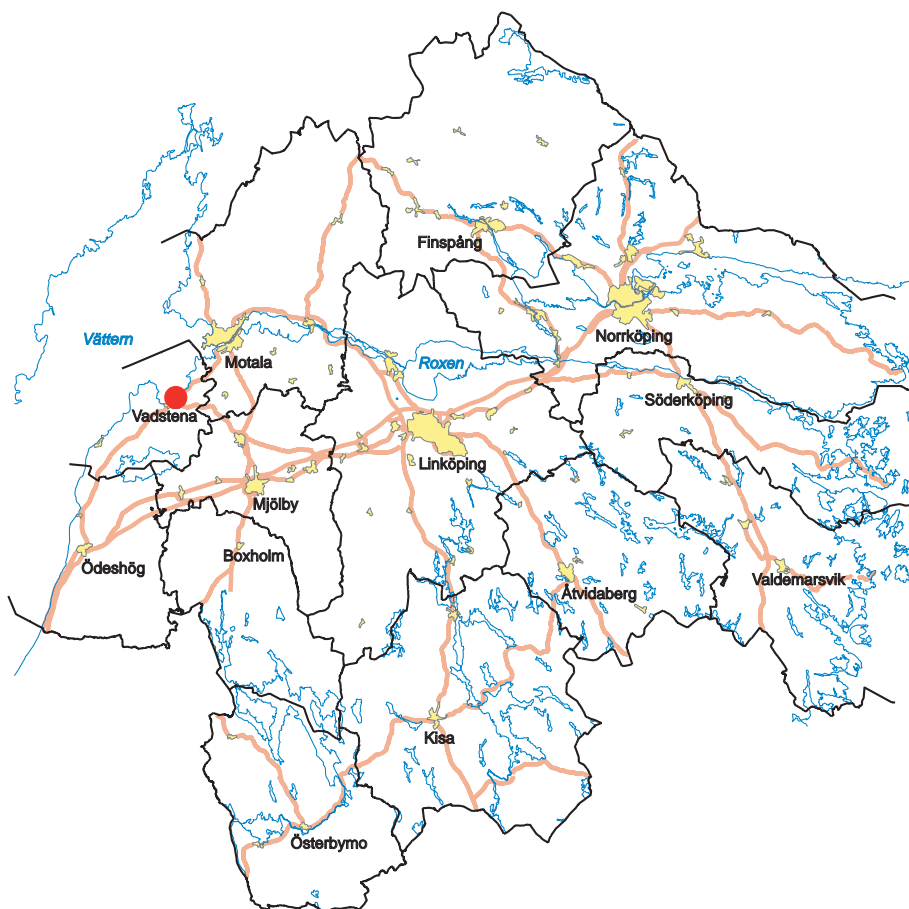 Finspång
Norrköping
Vättern
Motala
Roxen
Söderköping
Vadstena
Linköping
Mjölby
Boxholm
Ödeshög
Valdemarsvik
Åtvidaberg
Kisa
Österbymo